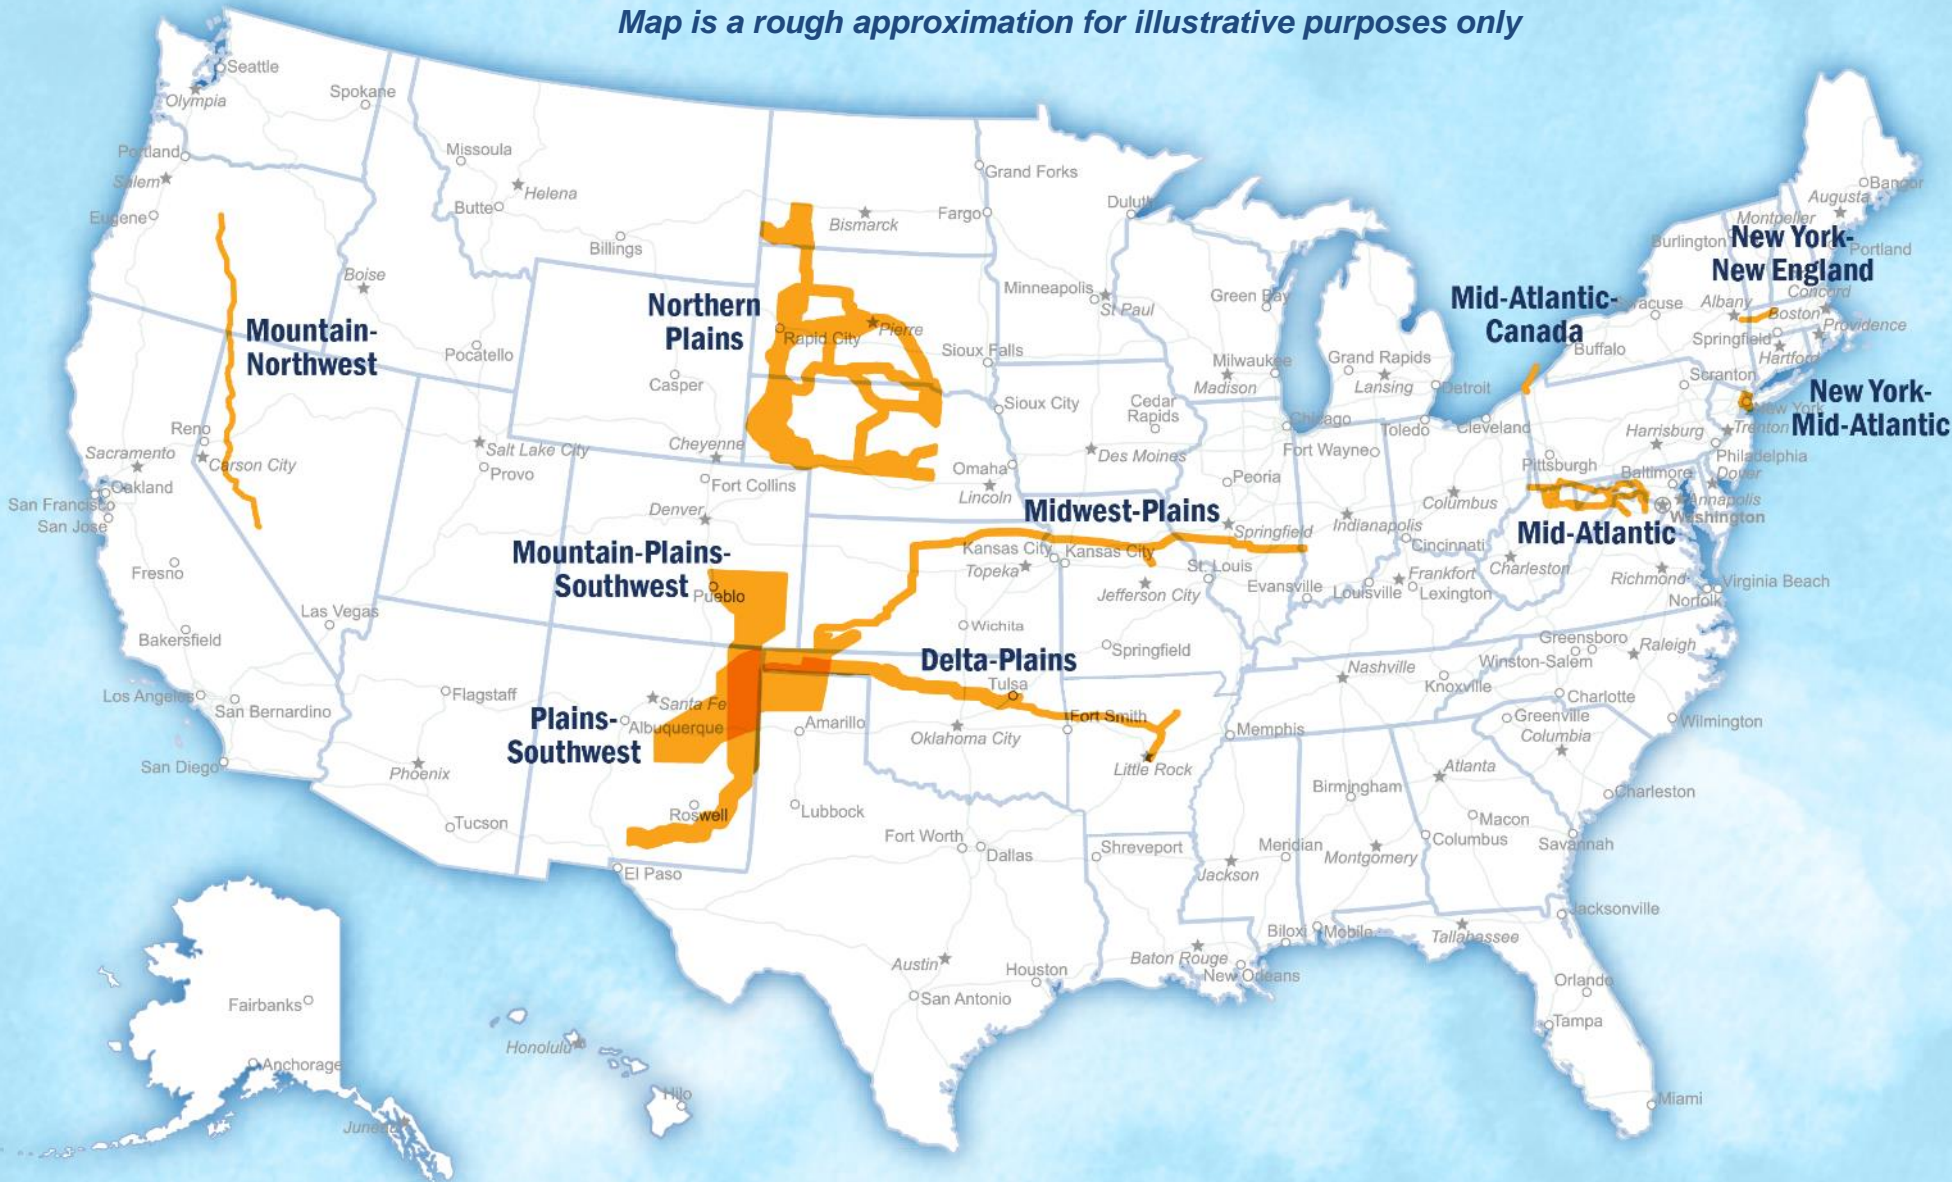 Map is a rough approximation for illustrative purposes only
Seattle
Olympia
Spokane
Portland
Salem
Eugene
Missoula
Helena
Butte
Billings
Boise
Pocatello
Mountain-
Northwest
Reno
Sacramento
Carson City
San Francisco
Oakland
San Jose
Fresno
Las Vegas
Bakersfield
Los Angeles
San Bernardino
San Diego
Salt Lake City
Provo
Flagstaff
Phoenix
Tucson
Grand Forks
Bismarck
Fargo
Duluth
Northern
Plains
Rapid City
Pierre
Sioux Falls
Minneapolis
St Paul
Green Bay
Casper
Cheyenne
Fort Collins
Denver
Sioux City
Omaha
Lincoln
Cedar
Rapids
Des Moines
Milwaukee
Madison
Grand Rapids
Lansing
Detroit
Chicago
Toledo
Cleveland
Fort Wayne
Peoria
Springfield
Indianapolis
Columbus
Cincinnati
Midwest-Plains
Kansas City
Kansas City
Topeka
St. Louis
Jefferson City
Evansville
Louisville
Frankfort
Lexington
Mountain-Plains-
Southwest
Pueblo
Wichita
Springfield
Delta-Plains
Tulsa
Fort Smith
Oklahoma City
Little Rock
Memphis
Nashville
Knoxville
Plains-
Southwest
Santa Fe
Albuquerque
Amarillo
Roswell
Lubbock
El Paso
Fort Worth
Dallas
Shreveport
Austin
San Antonio
Houston
Baton Rouge
New Orleans
Jackson
Meridian
Biloxi
Mobile
Birmingham
Montgomery
Atlanta
Macon
Columbus
Savannah
Tallahassee
Jacksonville
Orlando
Tampa
Miami
Greensboro
Raleigh
Winston-Salem
Charlotte
Greenville
Columbia
Wilmington
Charleston
Bangor
Augusta
Montpelier
Burlington
Portland
New York-
New England
Concord
Mid-Atlantic-
Canada
Syracuse
Albany
Boston
Providence
Springfield
Hartford
Buffalo
Scranton
New York-
Mid-Atlantic
New York
Trenton
Harrisburg
Philadelphia
Pittsburgh
Baltimore
Dover
Annapolis
Washington
Mid-Atlantic
Charleston
Richmond
Virginia Beach
Norfolk
Fairbanks
Anchorage
Juneau
Honolulu
Hilo